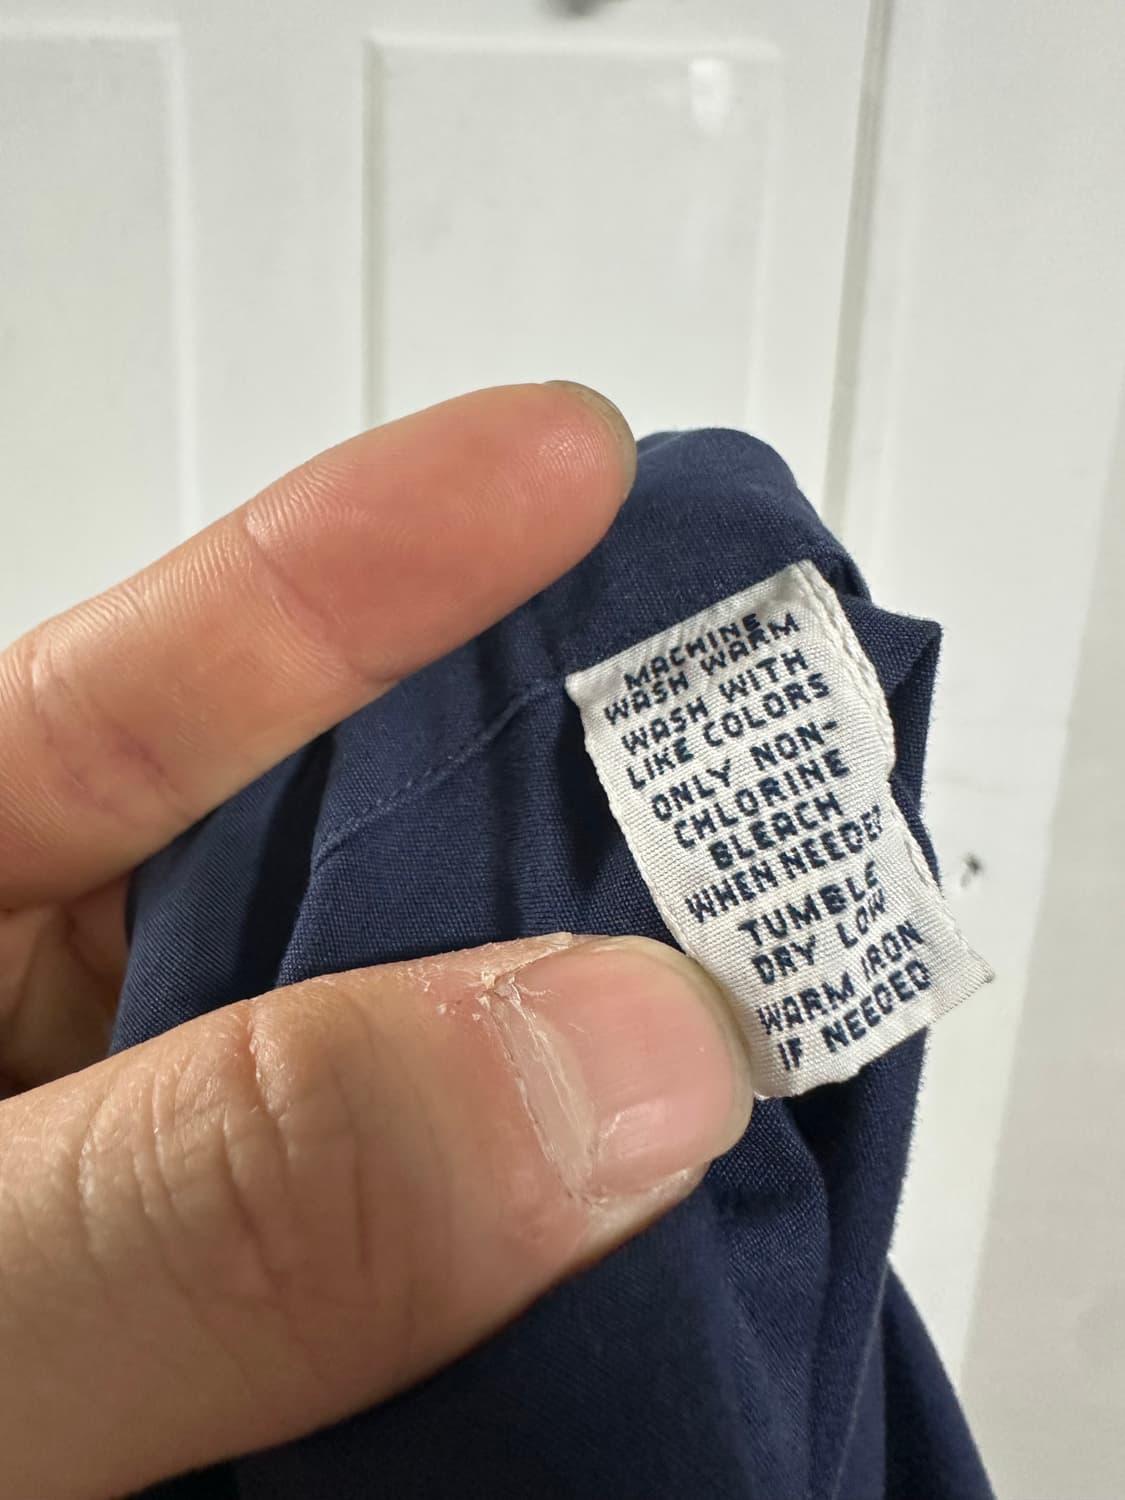 MACHINE
WASH WARM
WASH WITH
LIKE COLORS
ONLY NON-
CHLORINE
BLEACH
WHEN NEEDED
TUMBLE
DRY LOW
WARM IRON
IF NEEDED